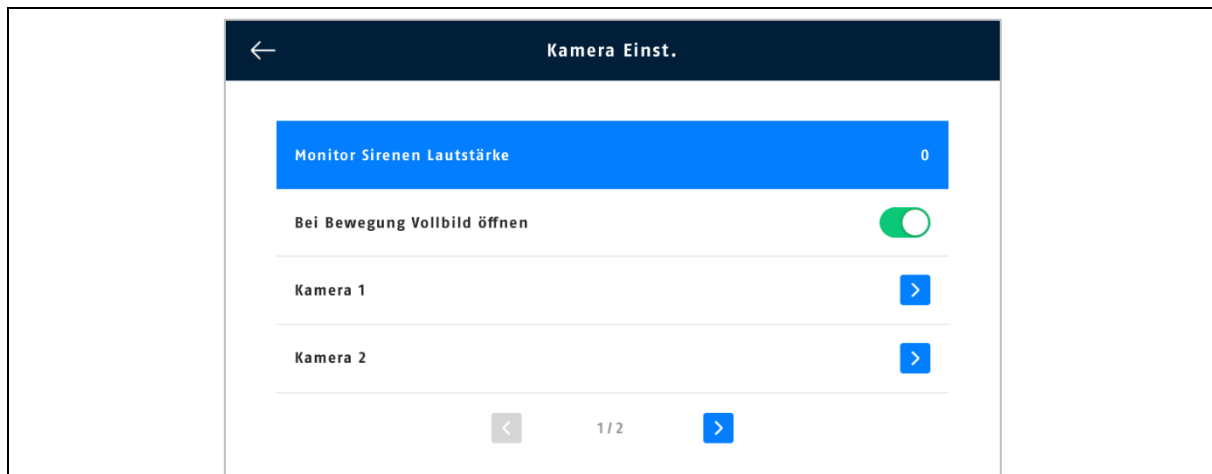 Kamera Einst.
Monitor Sirenen Lautstärke 0
Bei Bewegung Vollbild öffnen
Kamera 1
Kamera 2
1/2